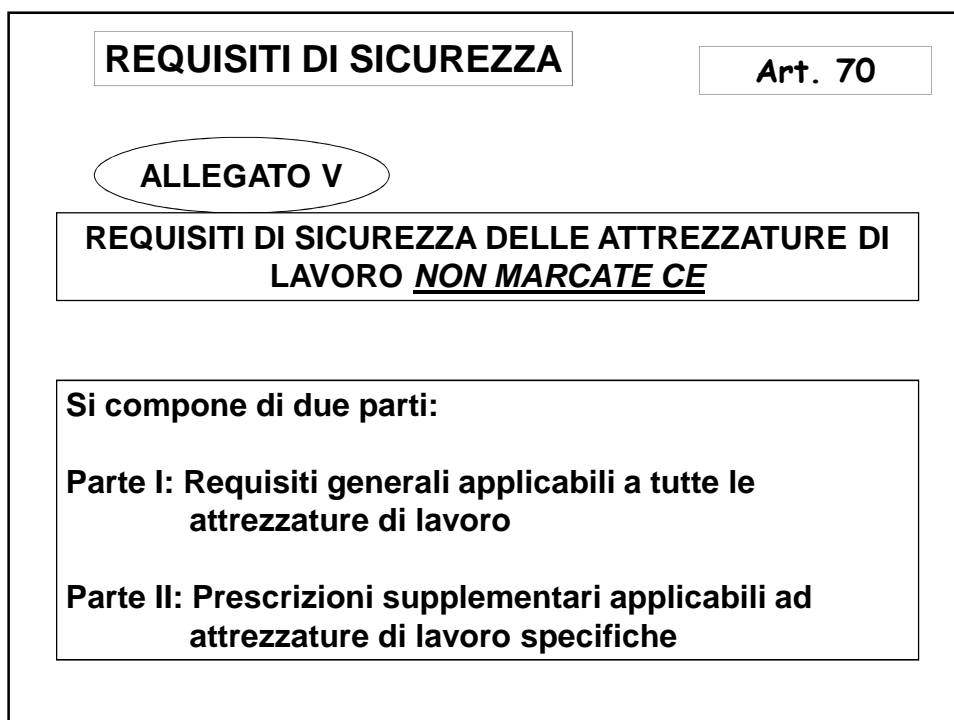 REQUISITI DI SICUREZZA
Art. 70
ALLEGATO V
REQUISITI DI SICUREZZA DELLE ATTREZZATURE DI
LAVORO NON MARCATE CE
Si compone di due parti:
Parte I: Requisiti generali applicabili a tutte le
attrezzature di lavoro
Parte II: Prescrizioni supplementari applicabili ad
attrezzature di lavoro specifiche